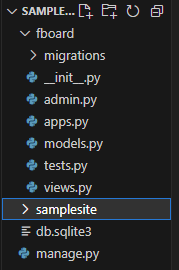 SAMPLE...
fboard
migrations
__init__.py
admin.py
apps.py
models.py
tests.py
views.py
samplesite
db.sqlite3
manage.py